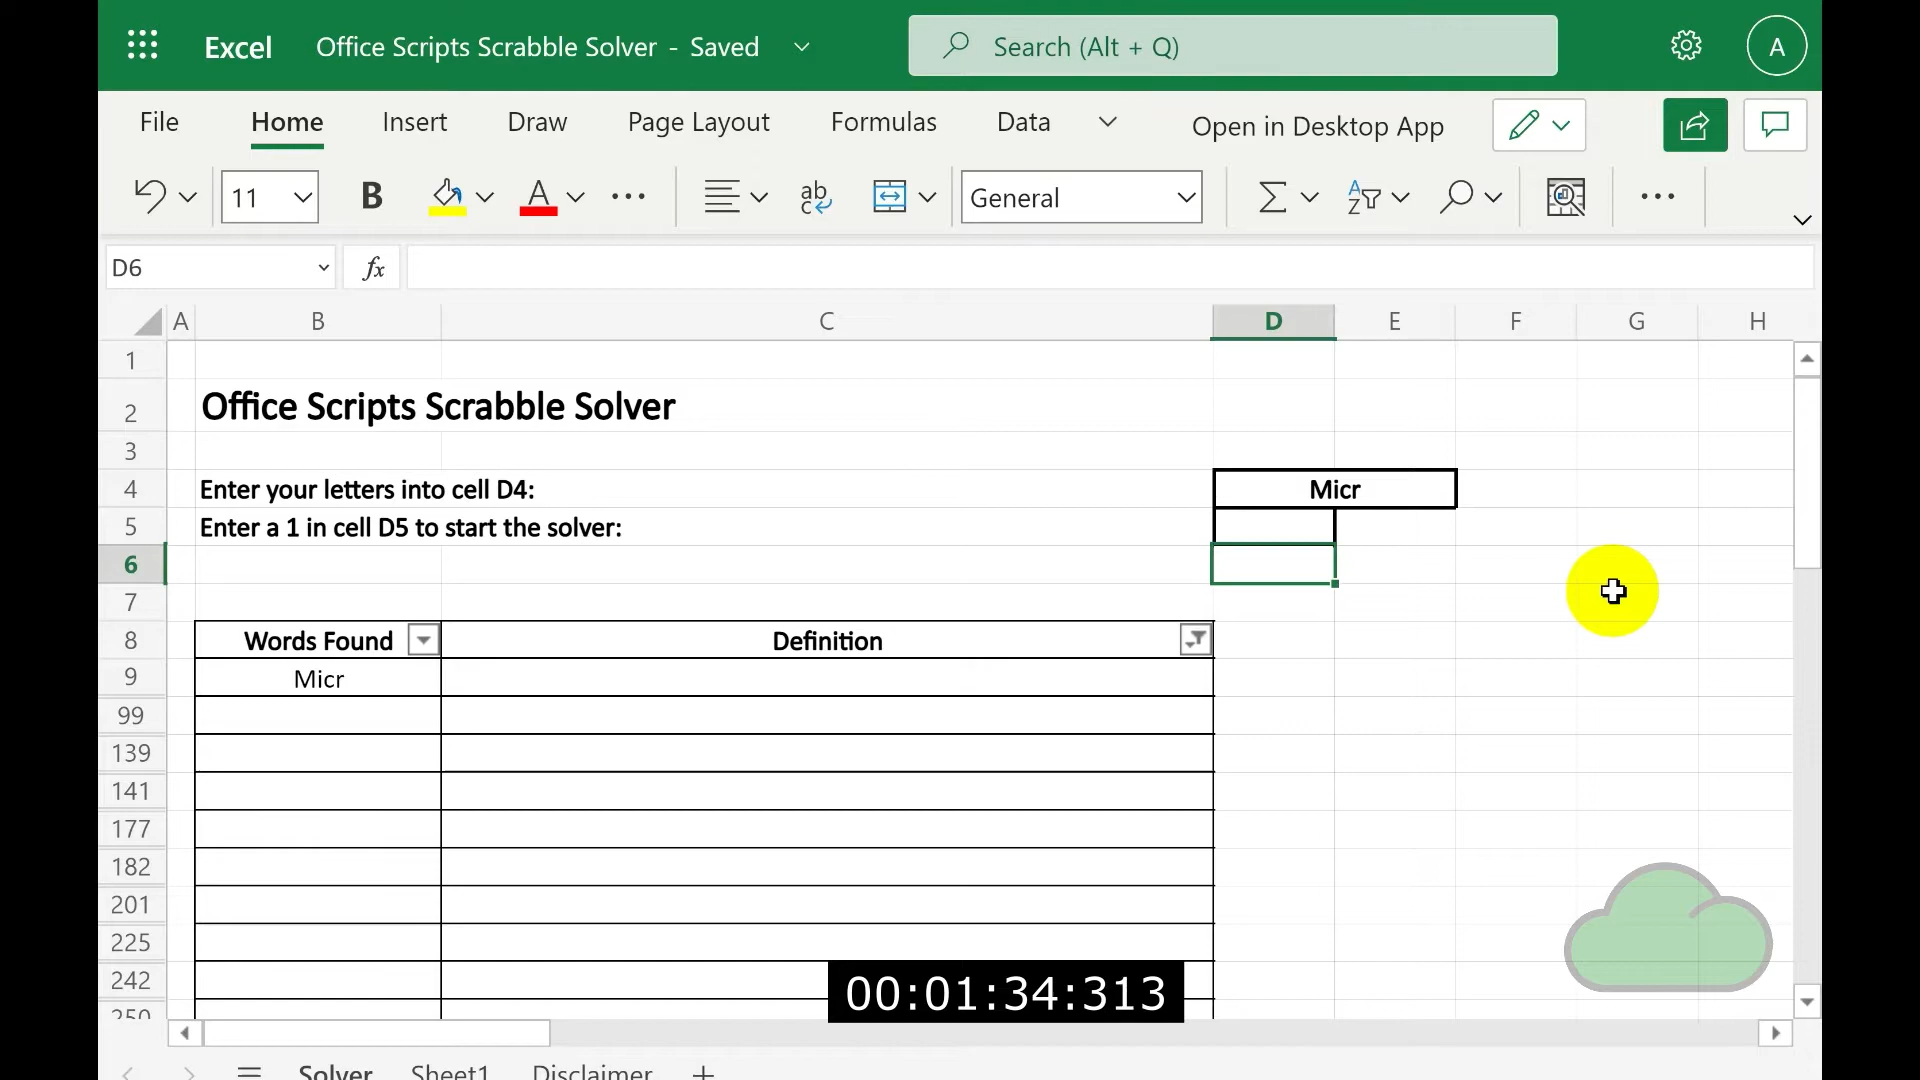 Excel Office Scripts Scrabble Solver - Saved Search (Alt + Q) A
File Home Insert Draw Page Layout Formulas Data Open in Desktop App
11 B A ab c General Σ A Z ...
D6 fx
A B C D E F G H
1
2 Office Scripts Scrabble Solver
3
4 Enter your letters into cell D4: Micr
5 Enter a 1 in cell D5 to start the solver:
6
7
8 Words Found Definition
9 Micr
99
139
141
177
182
201
225
242
250
00:01:34:313
Solver Sheet1 Disclaimer +